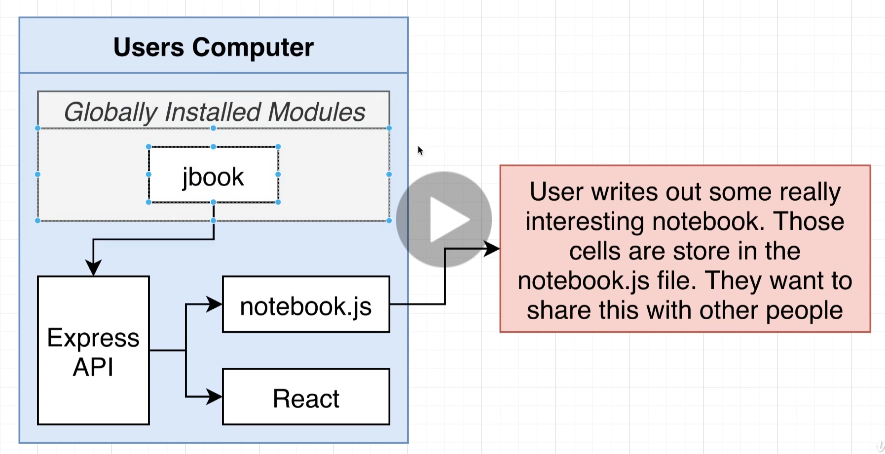 Users Computer
Globally Installed Modules
jbook
Express
API
notebook.js
React
User writes out some really
interesting notebook. Those
cells are store in the
notebook.js file. They want to
share this with other people